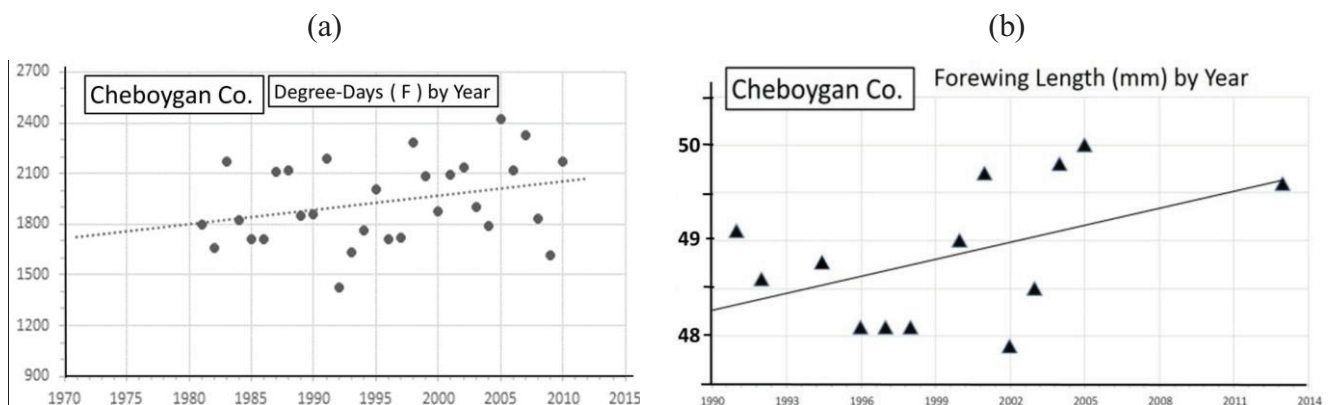 (a)
(b)
Cheboygan Co.
Degree-Days ( F ) by Year
2700
2400
2100
1800
1500
1200
900
1970 1975 1980 1985 1990 1995 2000 2005 2010 2015
Cheboygan Co.
Forewing Length (mm) by Year
50
49
48
1990 1993 1996 1999 2002 2005 2008 2011 2014